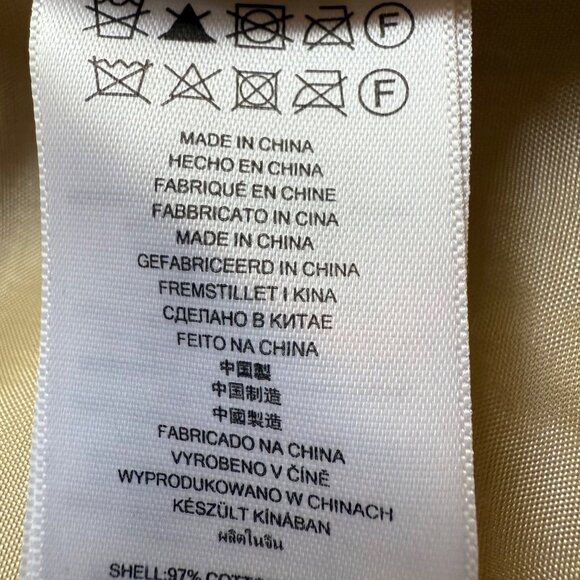 F
F
MADE IN CHINA
HECHO EN CHINA
FABRIQUÉ EN CHINE
FABBRICATO IN CINA
MADE IN CHINA
GEFABRICEERD IN CHINA
FREMSTILLET I KINA
СДЕЛАНО В КИТАЕ
FEITO NA CHINA
中国製
中国制造
中國製造
FABRICADO NA CHINA
VYROBENO V ČÍNĚ
WYPRODUKOWANO W CHINACH
KÉSZÜLT KÍNÁBAN
ผลิตในจีน
SHELL:97%